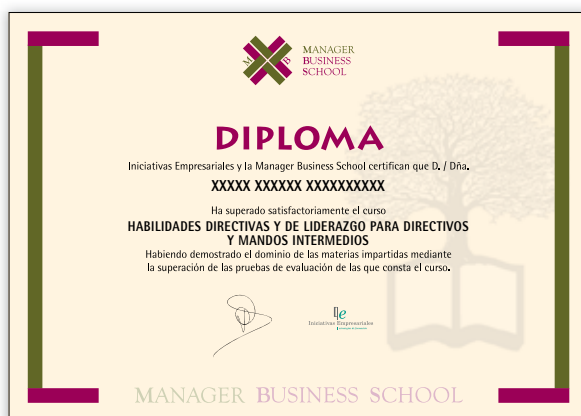 M B
MANAGER
BUSINESS
SCHOOL
DIPLOMA
Iniciativas Empresariales y la Manager Business School certifican que D. / Dña.
XXXXX XXXXXX XXXXXXXXXX
Ha superado satisfactoriamente el curso
HABILIDADES DIRECTIVAS Y DE LIDERAZGO PARA DIRECTIVOS
Y MANDOS INTERMEDIOS
Habiendo demostrado el dominio de las materias impartidas mediante
la superación de las pruebas de evaluación de las que consta el curso.
Iniciativas Empresariales
MANAGER BUSINESS SCHOOL